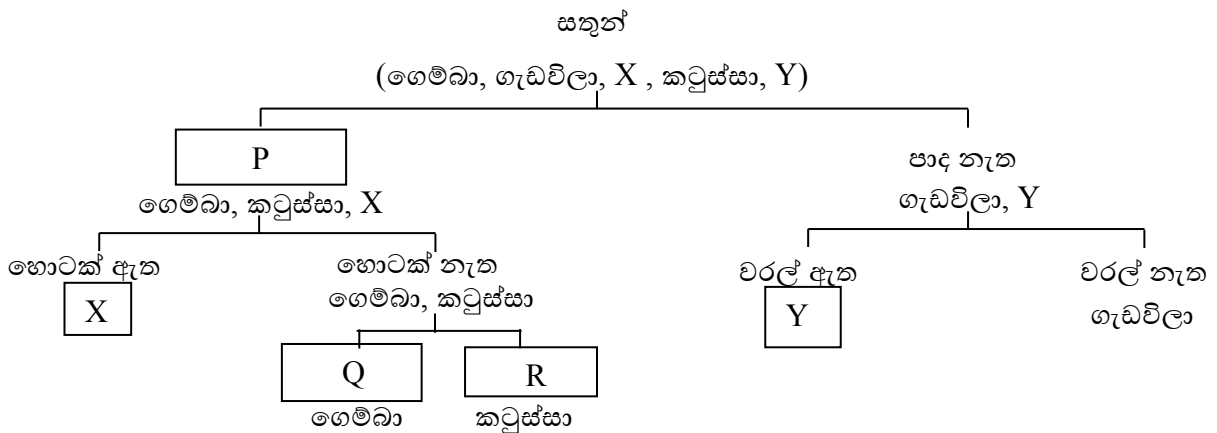 සතුන්
(ගෙම්බා, ගැඩවිලා, X , කටුස්සා, Y)
P
පාද නැත
ගෙම්බා, කටුස්සා, X
ගැඩවිලා, Y
හොටක් ඇත
හොටක් නැත
වරල් ඇත
වරල් නැත
X
ගෙම්බා, කටුස්සා
Y
ගැඩවිලා
Q
R
ගෙම්බා
කටුස්සා